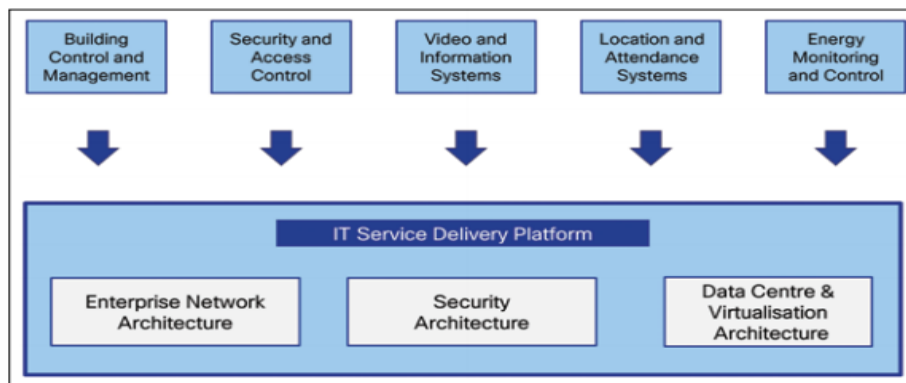 Building
Control and
Management
Security and
Access
Control
Video and
Information
Systems
Location and
Attendance
Systems
Energy
Monitoring
and Control
IT Service Delivery Platform
Enterprise Network
Architecture
Security
Architecture
Data Centre &
Virtualisation
Architecture